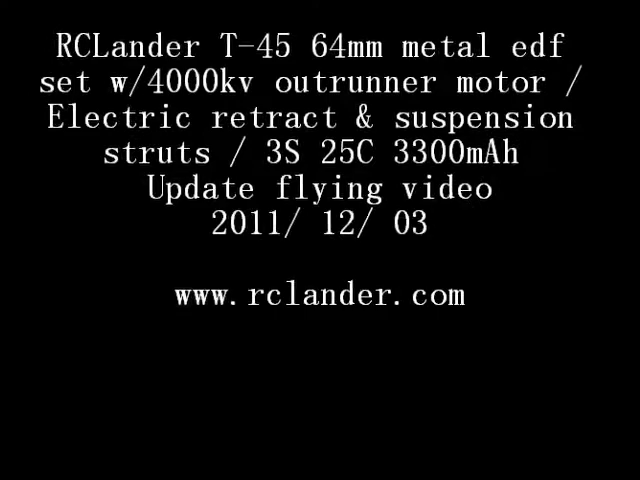 RCLander T-45 64mm metal edf
set w/4000kv outrunner motor /
Electric retract & suspension
struts / 3S 25C 3300mAh
Update flying video
2011/ 12/ 03
www.rclander.com